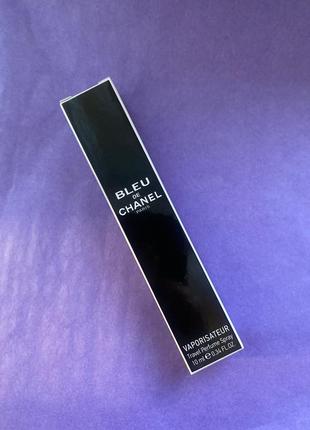 BLEU
DE
CHANEL
PARIS
VAPORISATEUR
Travel Perfume Spray
10 ml ℮ 0.34 FL.OZ.